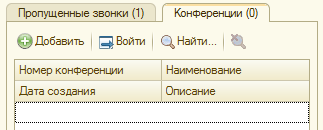 Пропущенные звонки (1) Конференции (0)
Добавить Войти Найти...
Номер конференции Наименование
Дата создания Описание